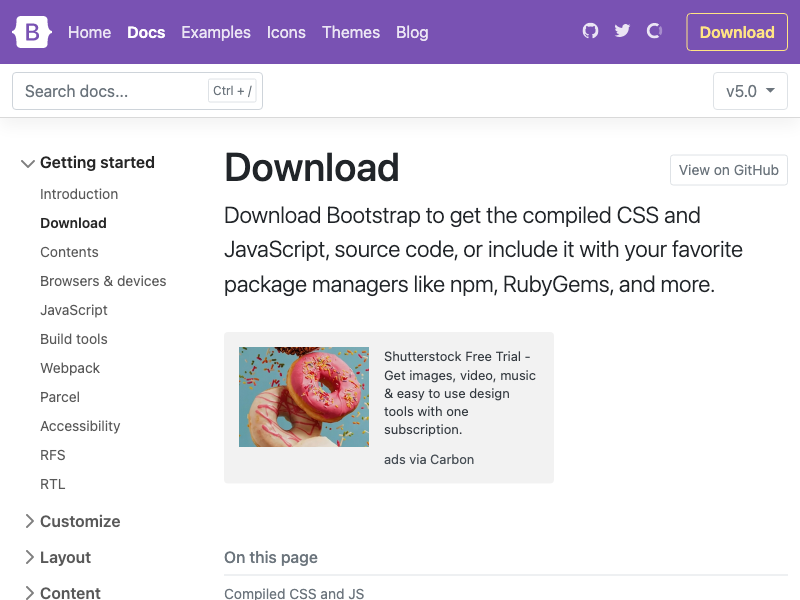 B
Home Docs Examples Icons Themes Blog
Download
Search docs... Ctrl + /
v5.0
Getting started
Introduction
Download
Contents
Browsers & devices
JavaScript
Build tools
Webpack
Parcel
Accessibility
RFS
RTL
Customize
Layout
Content
Download
View on GitHub
Download Bootstrap to get the compiled CSS and
JavaScript, source code, or include it with your favorite
package managers like npm, RubyGems, and more.
Shutterstock Free Trial -
Get images, video, music
& easy to use design
tools with one
subscription.
ads via Carbon
On this page
Compiled CSS and JS